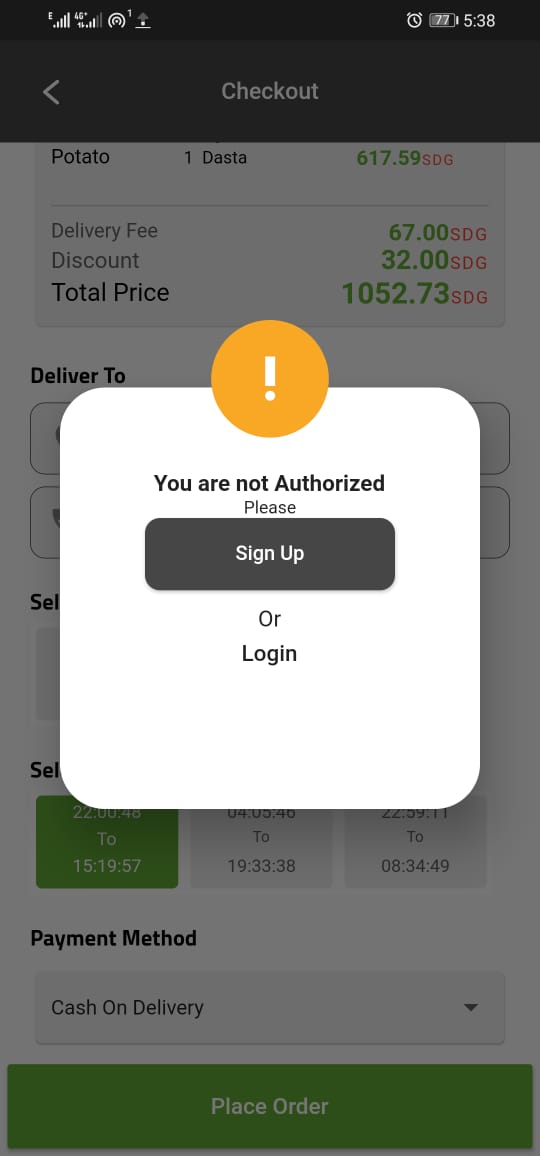 E 4G+ 1 77 5:38
Checkout
Potato 1 Dasta 617.59SDG
Delivery Fee 67.00SDG
Discount 32.00SDG
Total Price 1052.73SDG
Deliver To
!
You are not Authorized
Please
Sign Up
Or
Login
Sel
Sel
22:00:48 04:05:46 22:59:11
To To To
15:19:57 19:33:38 08:34:49
Payment Method
Cash On Delivery
Place Order